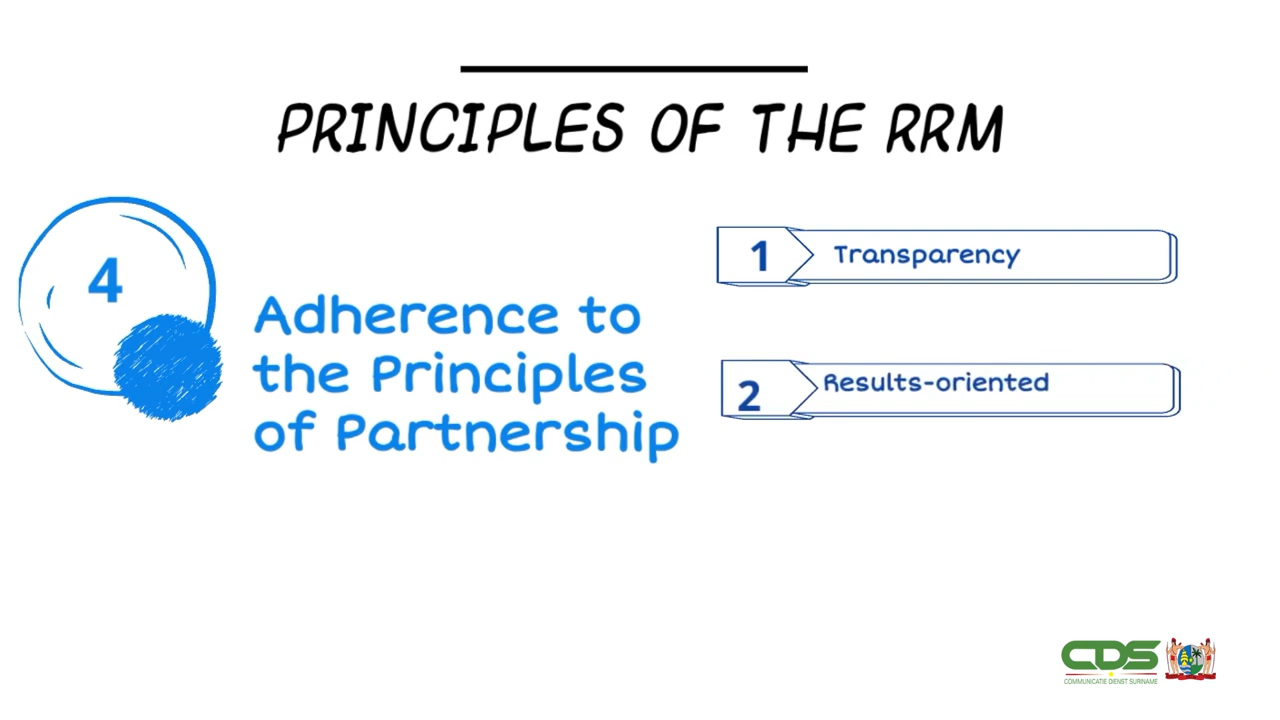 PRINCIPLES OF THE RRM
4
Adherence to
the Principles
of Partnership
1
Transparency
2
Results-oriented
CDS
COMMUNICATIE DIENST SURINAME